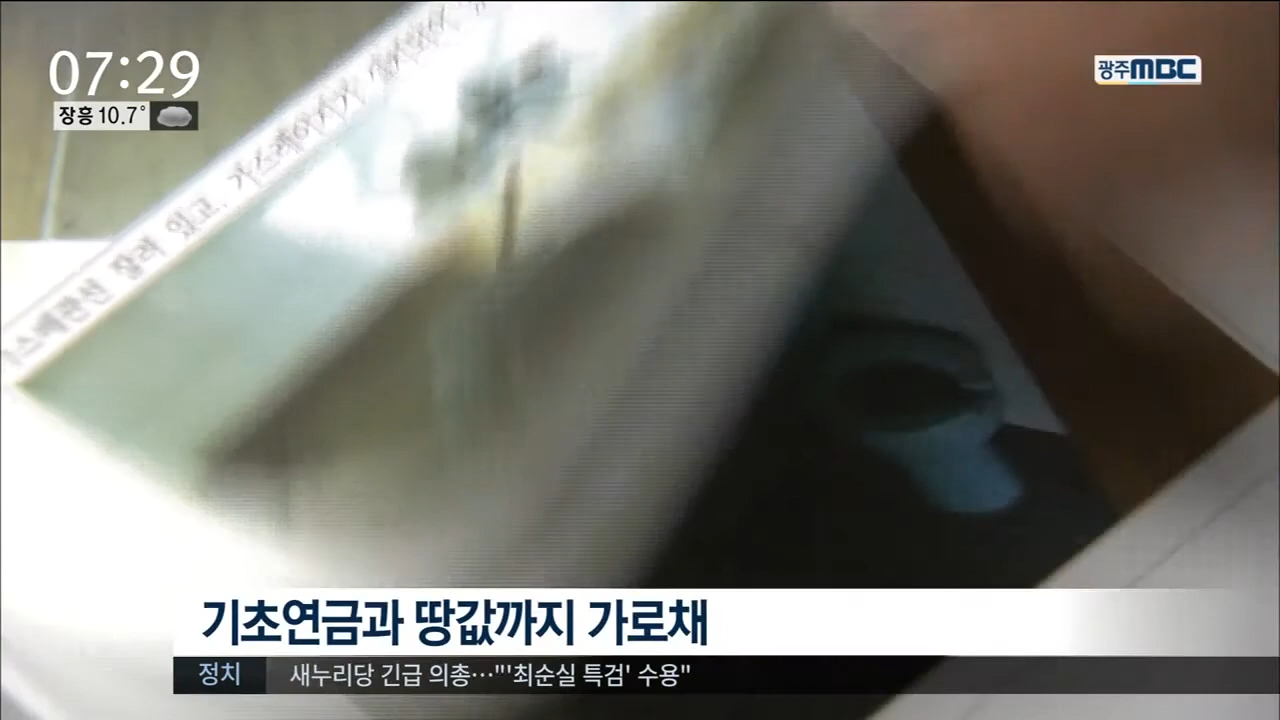 07:29
광주MBC
장흥 10.7°
있고,
기초연금과 땅값까지 가로채
정치 새누리당 긴급 의총…"'최순실 특검' 수용"